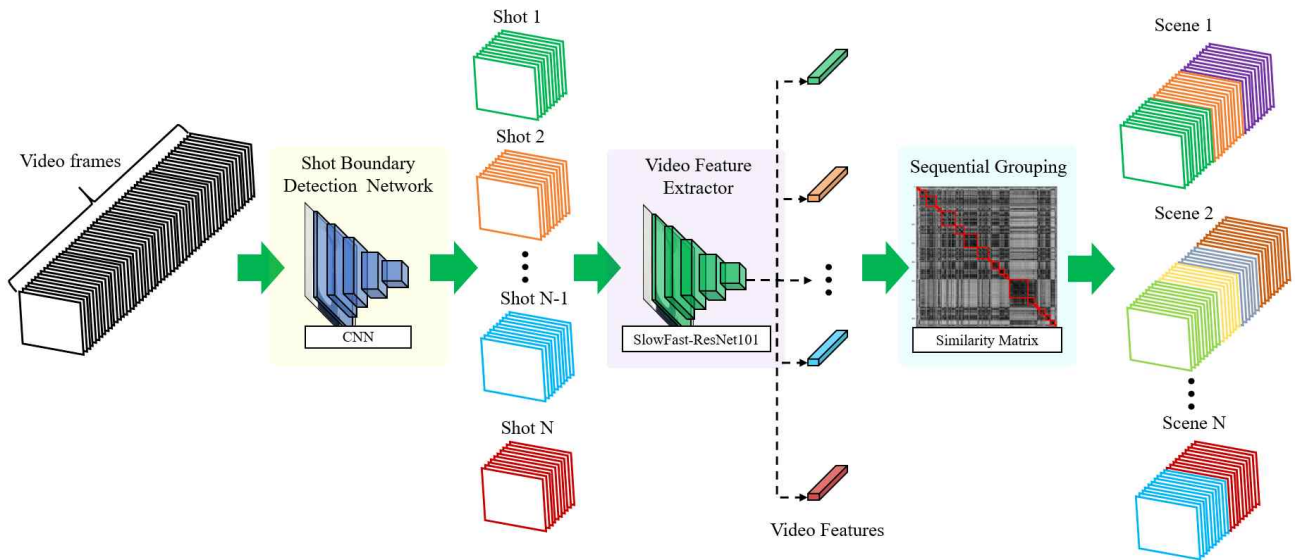 Video frames
Shot Boundary
Detection Network
CNN
Shot 1
Shot 2
Shot N-1
Shot N
Video Feature
Extractor
SlowFast-ResNet101
Video Features
Sequential Grouping
Similarity Matrix
Scene 1
Scene 2
Scene N